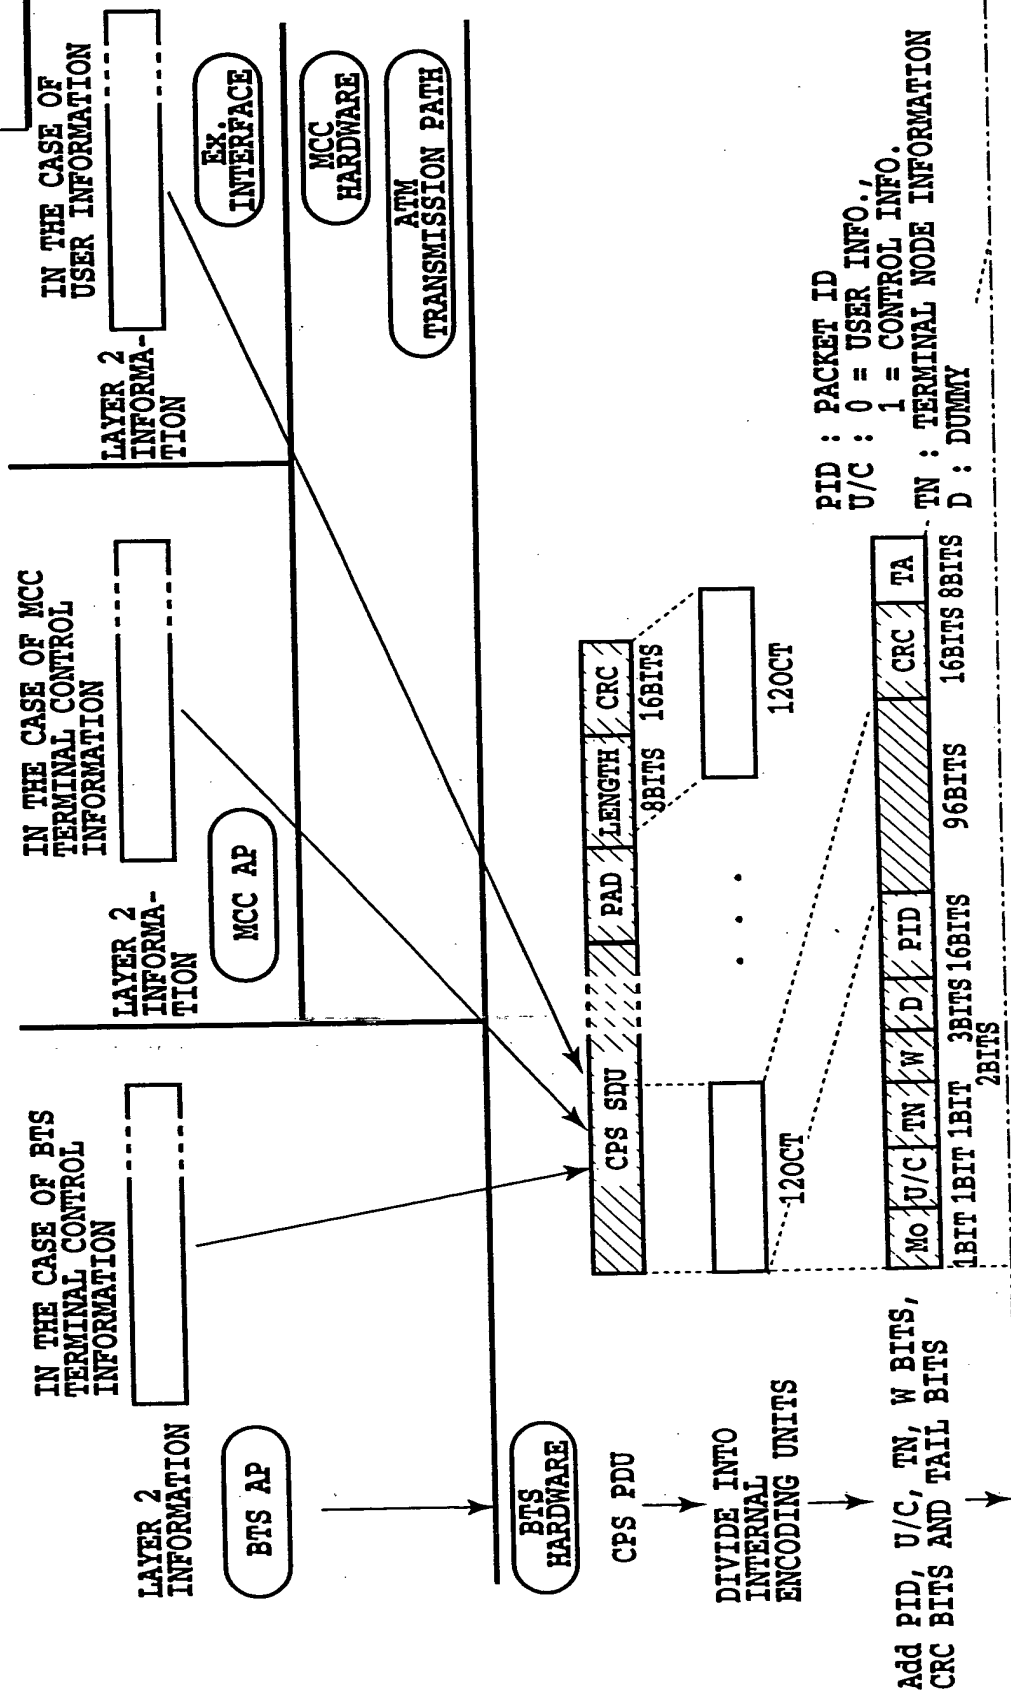 IN THE CASE OF BTS
TERMINAL CONTROL
INFORMATION
LAYER 2
INFORMATION
BTS AP
IN THE CASE OF MCC
TERMINAL CONTROL
INFORMATION
LAYER 2
INFORMA-
TION
MCC AP
IN THE CASE OF
USER INFORMATION
LAYER 2
INFORMA-
TION
Ex.
INTERFACE
MCC
HARDWARE
ATM
TRANSMISSION PATH
BTS
HARDWARE
CPS PDU
CPS SDU
PAD
LENGTH
CRC
8BITS
16BITS
DIVIDE INTO
INTERNAL
ENCODING UNITS
12OCT
12OCT
PID : PACKET ID
U/C : 0 = USER INFO.,
1 = CONTROL INFO.
TN : TERMINAL NODE INFORMATION
D : DUMMY
Add PID, U/C, TN, W BITS,
CRC BITS AND TAIL BITS
Mo
U/C
TN
W
D
PID
CRC
TA
1BIT
1BIT
1BIT
2BITS
3BITS
16BITS
96BITS
16BITS
8BITS